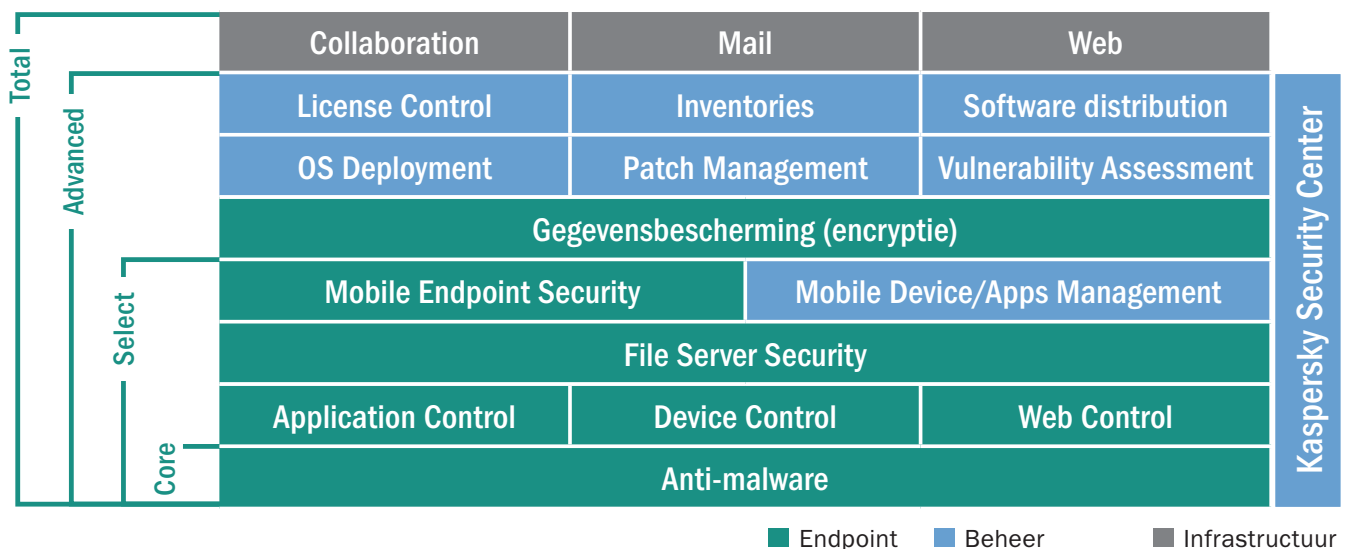 Total
Advanced
Select
Core
Collaboration
Mail
Web
License Control
Inventories
Software distribution
OS Deployment
Patch Management
Vulnerability Assessment
Gegevensbescherming (encryptie)
Mobile Endpoint Security
Mobile Device/Apps Management
File Server Security
Application Control
Device Control
Web Control
Anti-malware
Kaspersky Security Center
Endpoint
Beheer
Infrastructuur